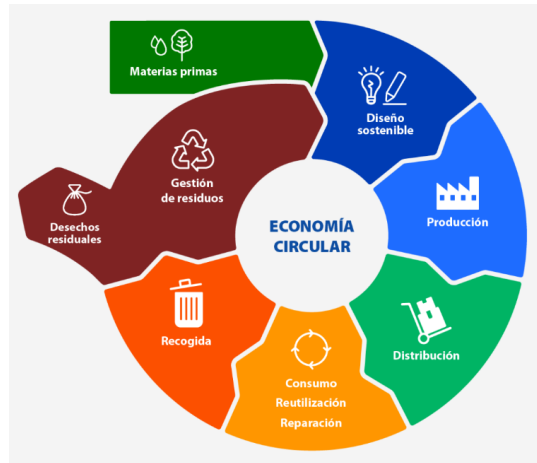 Materias primas
Diseño
sostenible
Producción
Distribución
Consumo
Reutilización
Reparación
Recogida
Gestión
de residuos
Desechos
residuales
ECONOMÍA
CIRCULAR